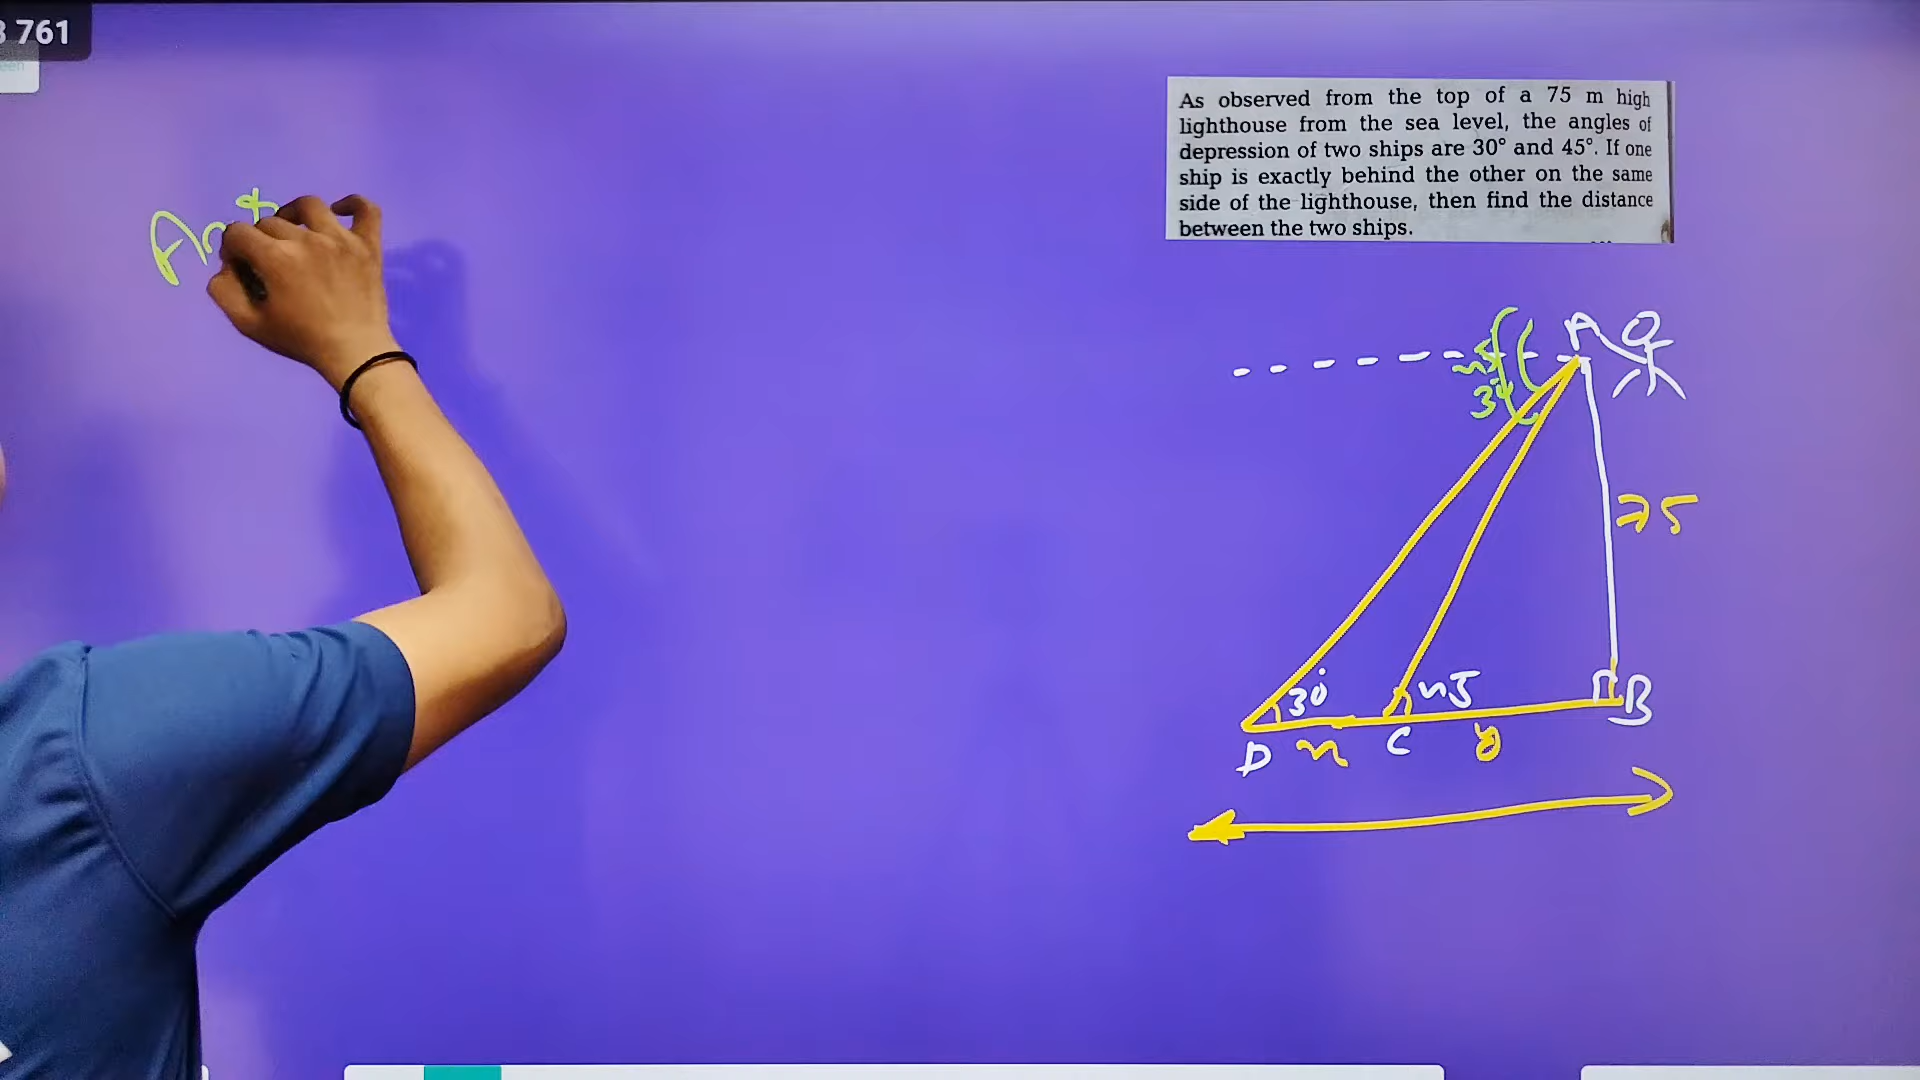 761
As observed from the top of a 75 m high
lighthouse from the sea level, the angles of
depression of two ships are 30° and 45°. If one
ship is exactly behind the other on the same
side of the lighthouse, then find the distance
between the two ships.
A
75
30°
45
B
D
C